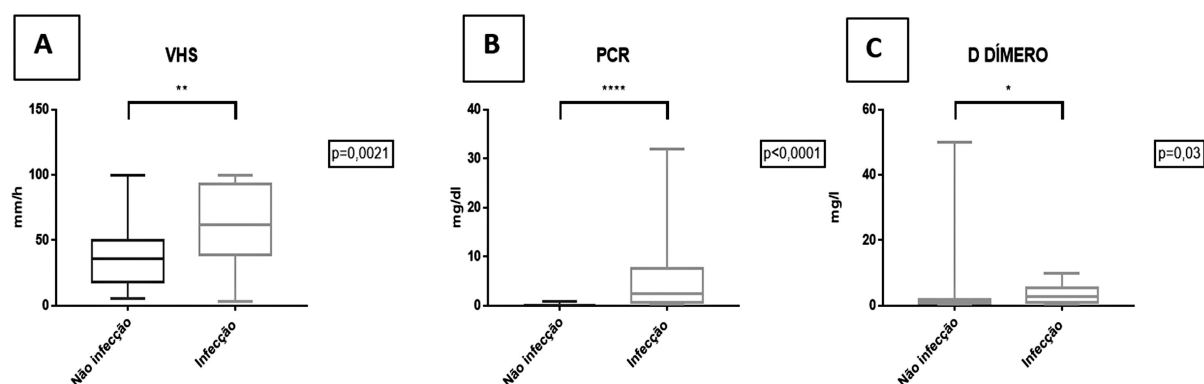 A
VHS
**
150
100
50
0
mm/h
Não infecção
Infecção
p=0,0021
B
PCR
****
40
30
20
10
0
mg/dl
Não infecção
Infecção
p<0,0001
C
D DÍMERO
*
60
40
20
0
mg/l
Não infecção
Infecção
p=0,03